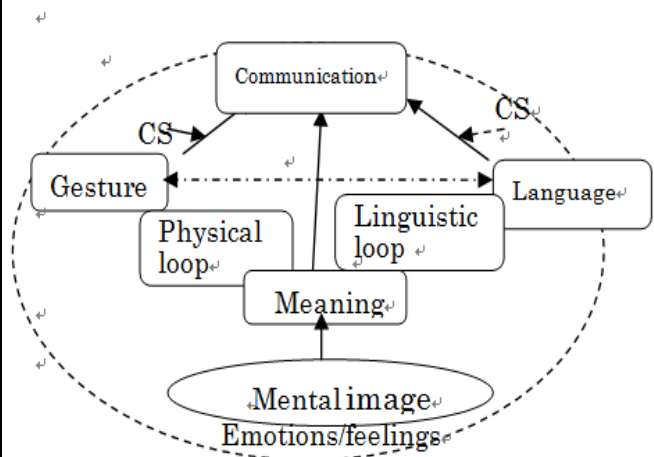 Communication
CS
CS
Gesture
Language
Physical
loop
Linguistic
loop
Meaning
Mental image
Emotions/feelings